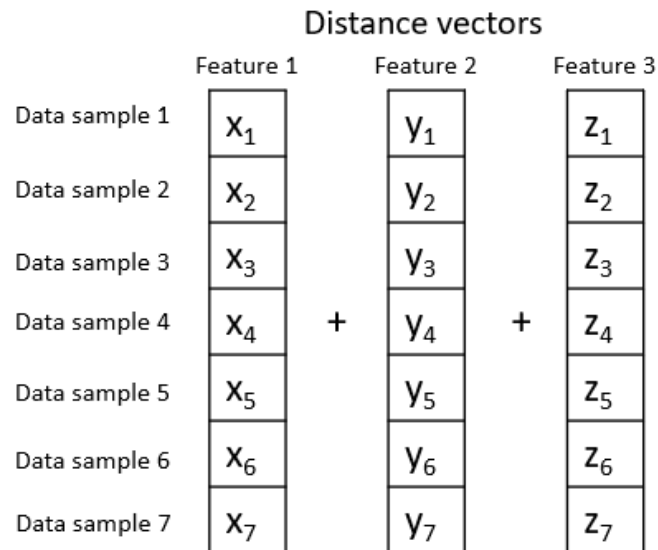 Distance vectors
Feature 1 Feature 2 Feature 3
Data sample 1 x₁ y₁ z₁
Data sample 2 x₂ y₂ z₂
Data sample 3 x₃ y₃ z₃
Data sample 4 x₄ + y₄ + z₄
Data sample 5 x₅ y₅ z₅
Data sample 6 x₆ y₆ z₆
Data sample 7 x₇ y₇ z₇